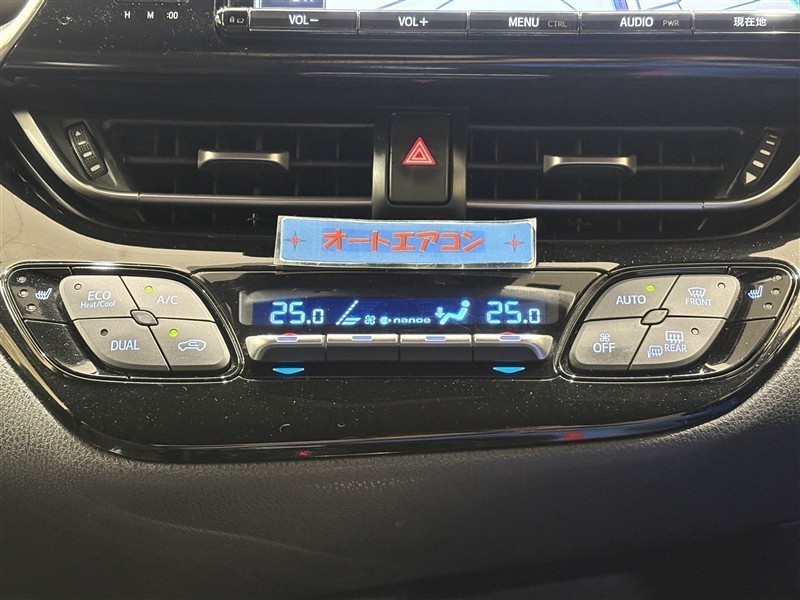 H M :00
VOL− VOL+ MENU CTRL AUDIO PWR 現在地
オートエアコン
ECO
Heat/Cool
A/C
DUAL
25.0 nanoe 25.0
AUTO
FRONT
OFF
REAR